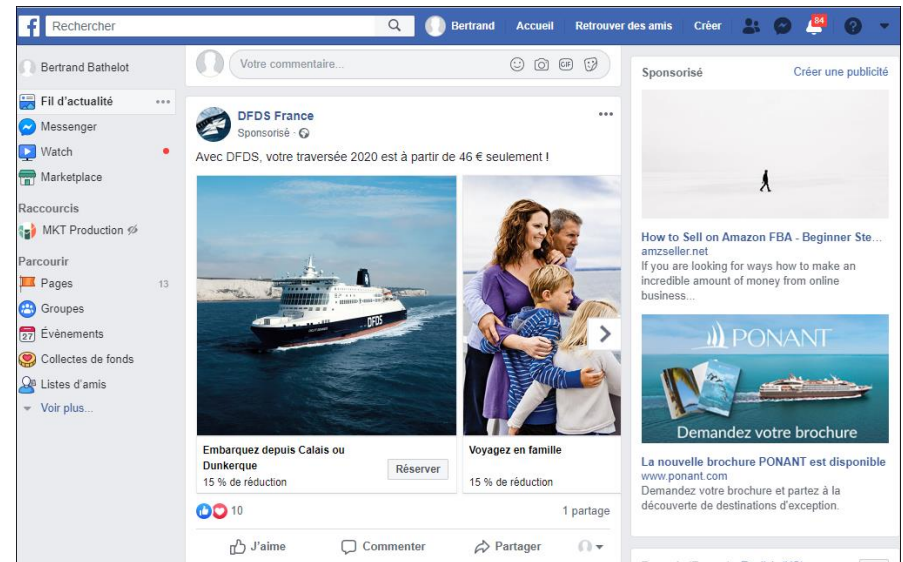 Rechercher
Bertrand
Accueil
Retrouver des amis
Créer
84
Bertrand Bathelot
Fil d'actualité
Messenger
Watch
Marketplace
Raccourcis
MKT Production
Parcourir
Pages
13
Groupes
27
Évènements
Collectes de fonds
Listes d'amis
Voir plus...
Votre commentaire...
GIF
DFDS France
Sponsorisé ·
Avec DFDS, votre traversée 2020 est à partir de 46 € seulement !
DFDS
Embarquez depuis Calais ou
Dunkerque
15 % de réduction
Réserver
Voyagez en famille
15 % de réduction
10
1 partage
J'aime
Commenter
Partager
Sponsorisé
Créer une publicité
How to Sell on Amazon FBA - Beginner Ste...
amzseller.net
If you are looking for ways how to make an
incredible amount of money from online
business...
PONANT
Demandez votre brochure
La nouvelle brochure PONANT est disponible
www.ponant.com
Demandez votre brochure et partez à la
découverte de destinations d'exception.